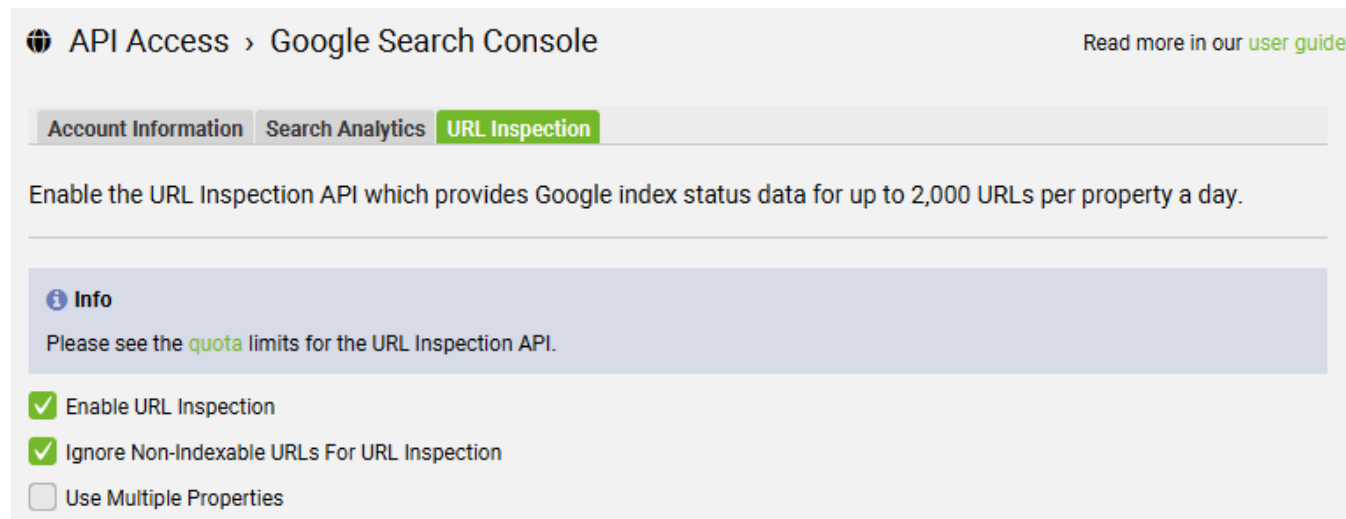 API Access › Google Search Console
Read more in our user guide
Account Information Search Analytics URL Inspection
Enable the URL Inspection API which provides Google index status data for up to 2,000 URLs per property a day.
Info
Please see the quota limits for the URL Inspection API.
Enable URL Inspection
Ignore Non-Indexable URLs For URL Inspection
Use Multiple Properties